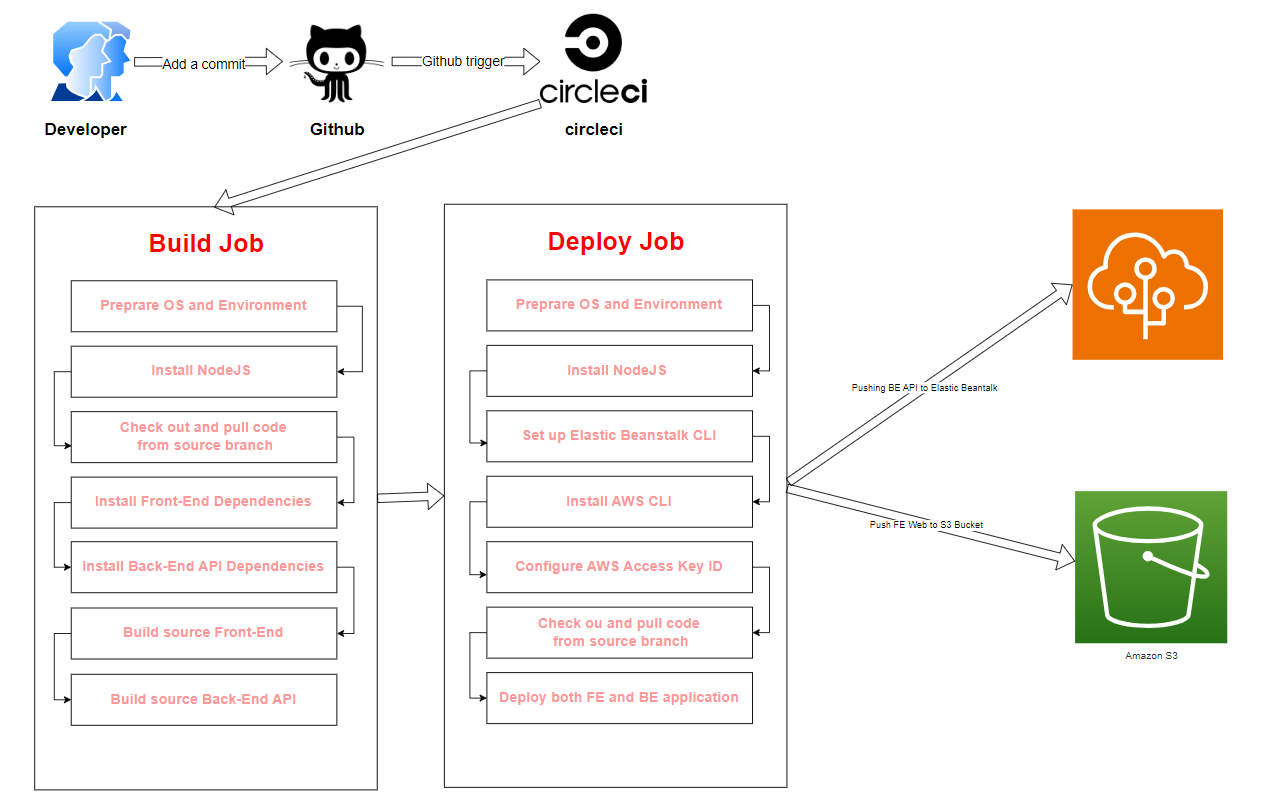 Add a commit
Github trigger
circleci
Developer
Github
circleci
Build Job
Preprare OS and Environment
Install NodeJS
Check out and pull code
from source branch
Install Front-End Dependencies
Install Back-End API Dependencies
Build source Front-End
Build source Back-End API
Deploy Job
Preprare OS and Environment
Install NodeJS
Set up Elastic Beanstalk CLI
Install AWS CLI
Configure AWS Access Key ID
Check ou and pull code
from source branch
Deploy both FE and BE application
Pushing BE API to Elastic Beantalk
Push FE Web to S3 Bucket
Amazon S3